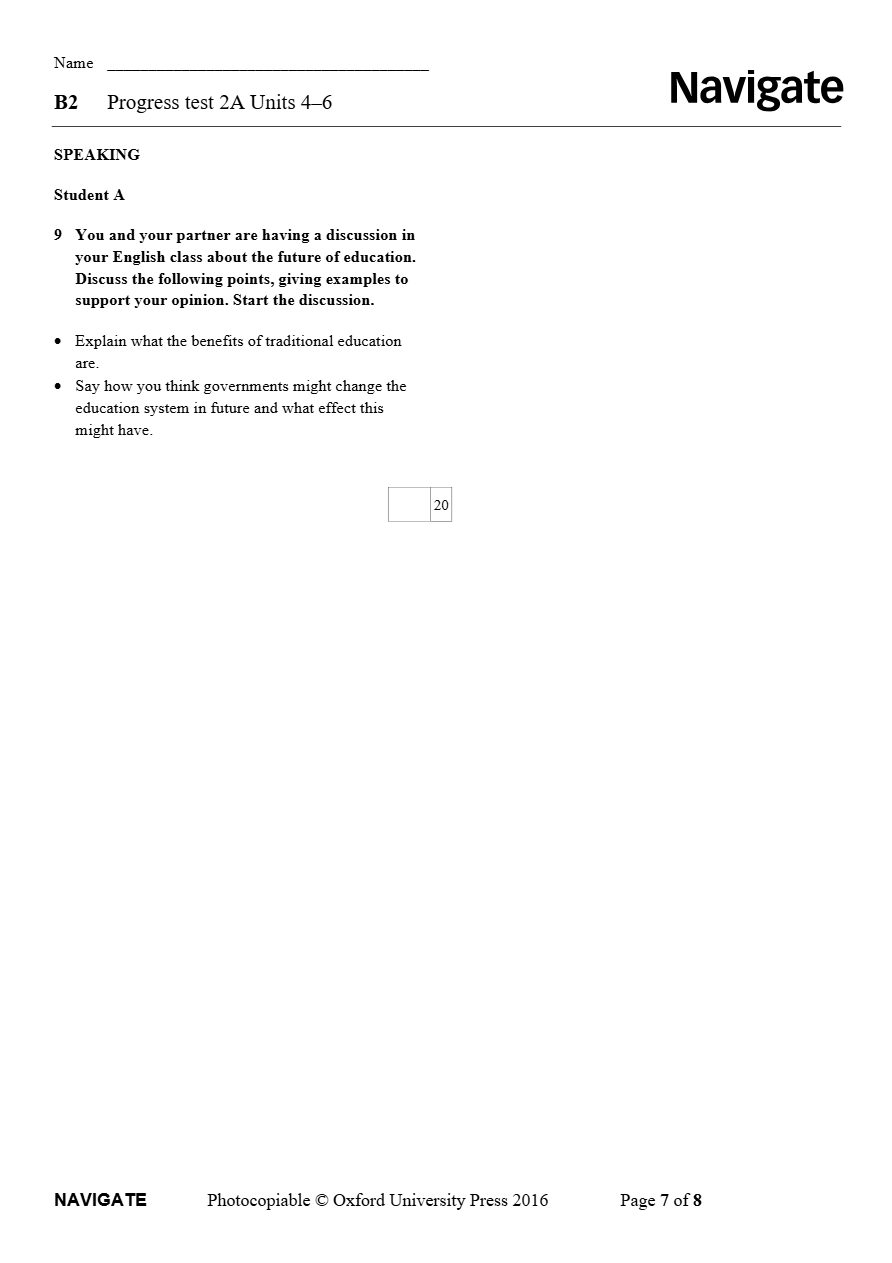 Name ______________________________________
Navigate
B2 Progress test 2A Units 4–6
SPEAKING
Student A
9 You and your partner are having a discussion in
your English class about the future of education.
Discuss the following points, giving examples to
support your opinion. Start the discussion.
• Explain what the benefits of traditional education
are.
• Say how you think governments might change the
education system in future and what effect this
might have.
20
NAVIGATE Photocopiable © Oxford University Press 2016 Page 7 of 8